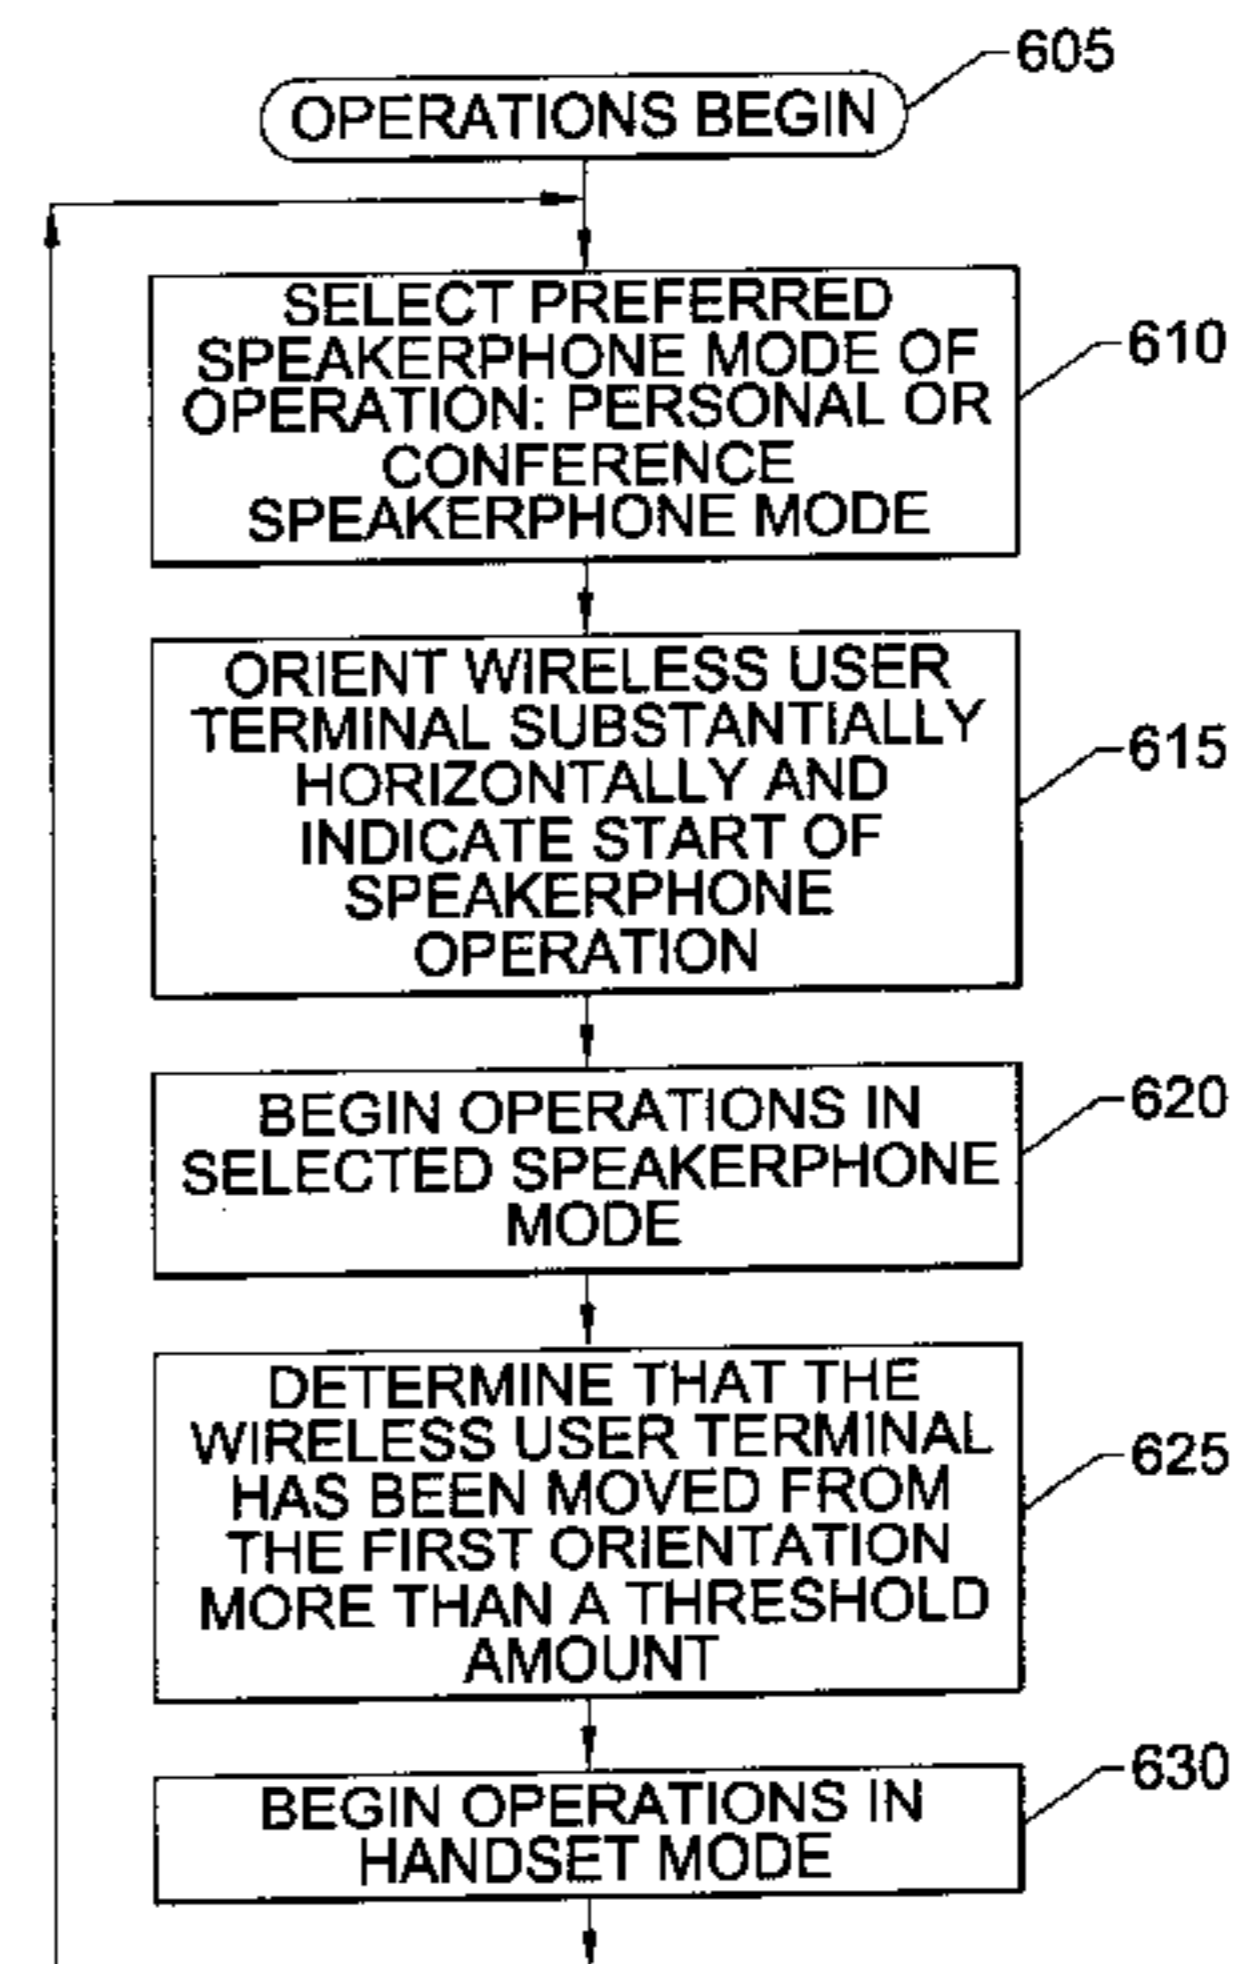 605
OPERATIONS BEGIN
SELECT PREFERRED
SPEAKERPHONE MODE OF
OPERATION: PERSONAL OR
CONFERENCE
SPEAKERPHONE MODE
610
ORIENT WIRELESS USER
TERMINAL SUBSTANTIALLY
HORIZONTALLY AND
INDICATE START OF
SPEAKERPHONE
OPERATION
615
BEGIN OPERATIONS IN
SELECTED SPEAKERPHONE
MODE
620
DETERMINE THAT THE
WIRELESS USER TERMINAL
HAS BEEN MOVED FROM
THE FIRST ORIENTATION
MORE THAN A THRESHOLD
AMOUNT
625
BEGIN OPERATIONS IN
HANDSET MODE
630